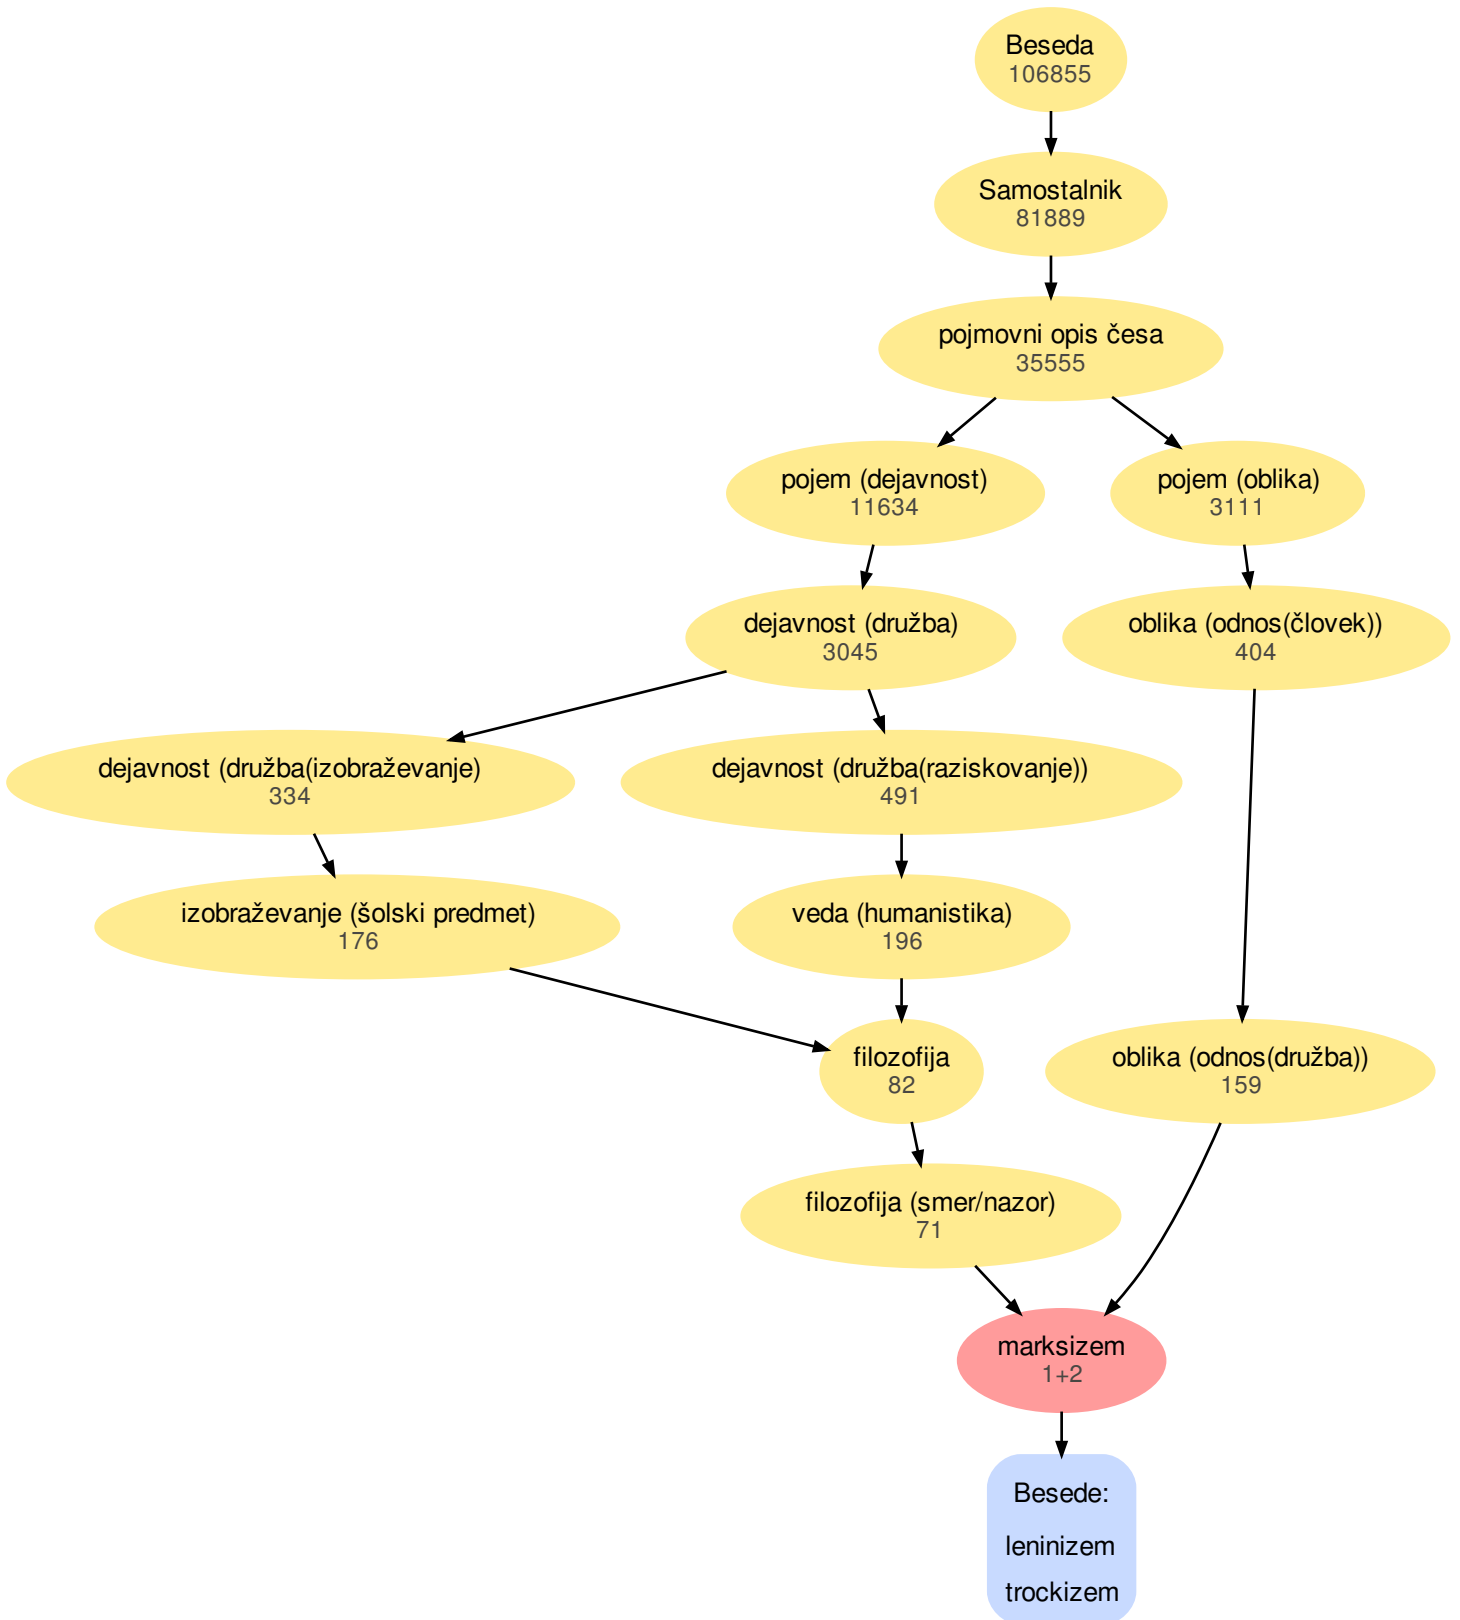 Beseda
106855
Samostalnik
81889
pojmovni opis česa
35555
pojem (dejavnost)
11634
pojem (oblika)
3111
dejavnost (družba)
3045
oblika (odnos(človek))
404
dejavnost (družba(izobraževanje)
334
dejavnost (družba(raziskovanje))
491
izobraževanje (šolski predmet)
176
veda (humanistika)
196
filozofija
82
oblika (odnos(družba))
159
filozofija (smer/nazor)
71
marksizem
1+2
Besede:
leninizem
trockizem